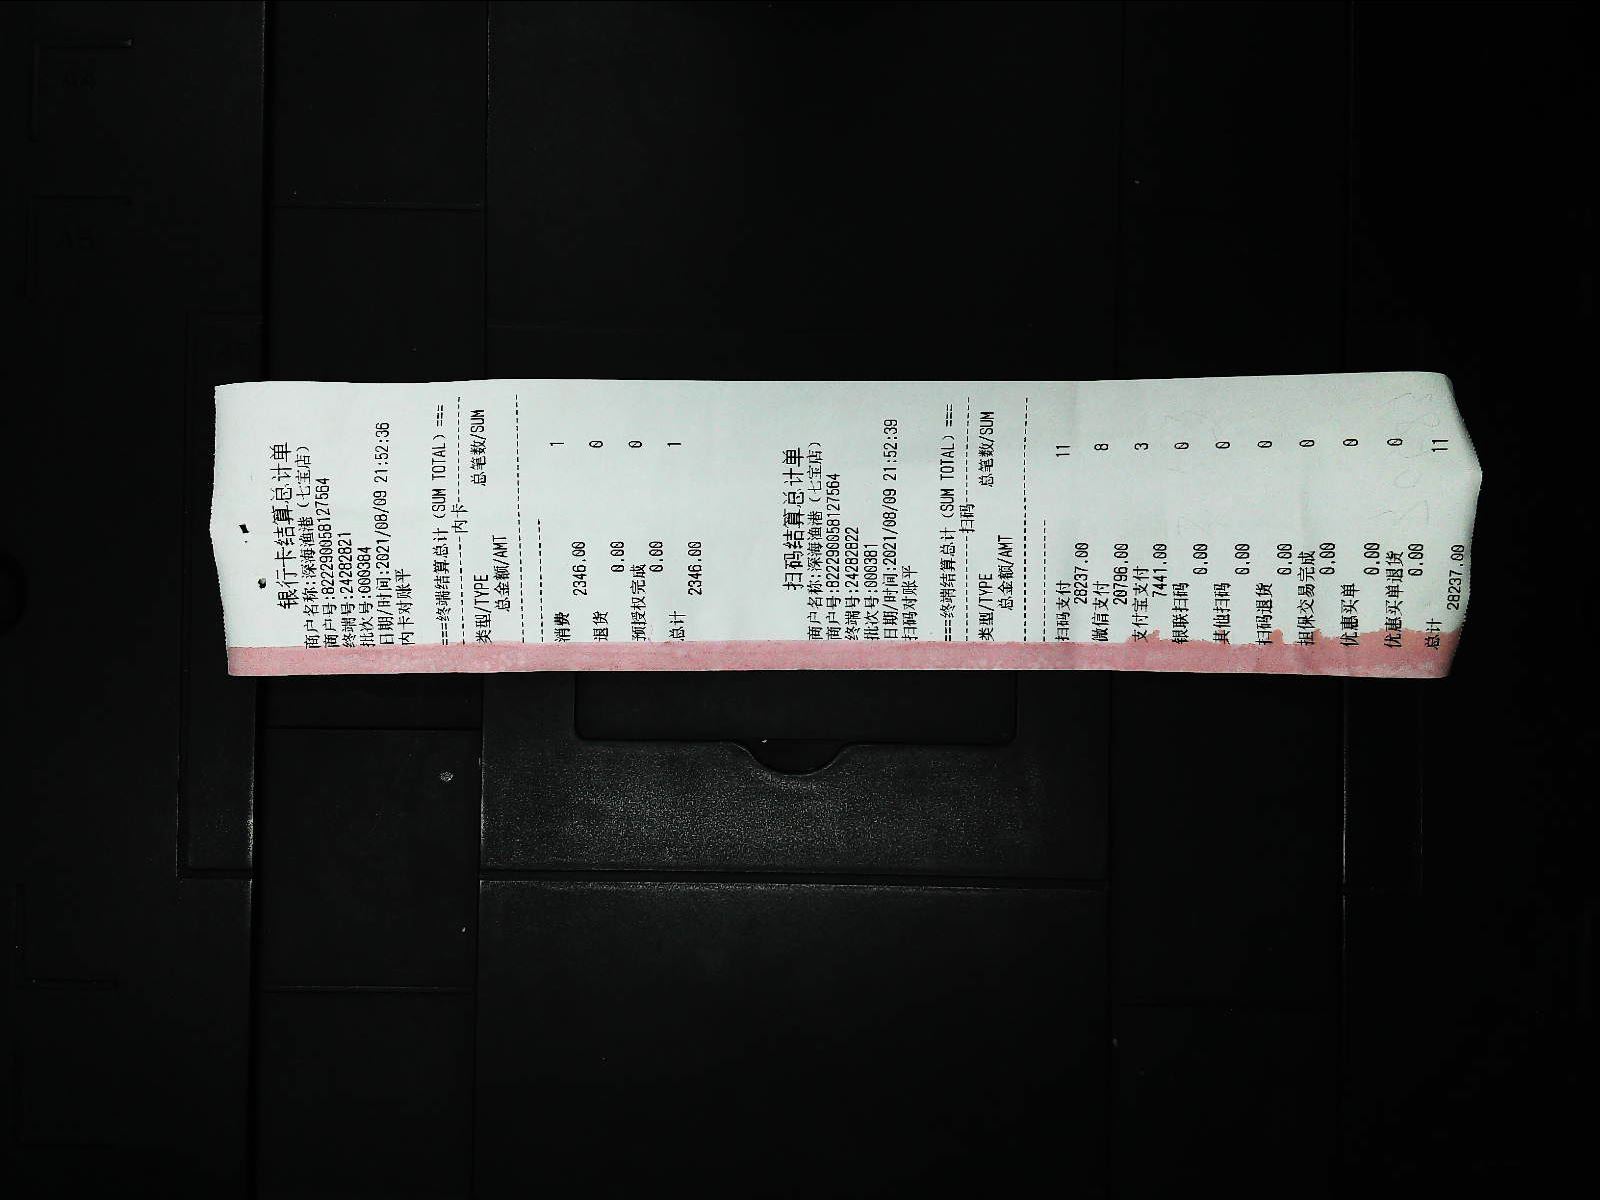 银行卡结算总计单
商户名称:深海渔港(七宝店)
商户号:822290058127564
终端号:24282821
批次号:000384
日期/时间:2021/08/09 21:52:36
内卡对账平
===终端结算总计(SUM TOTAL)===
----------------内卡----------------
类型/TYPE 总笔数/SUM
总金额/AMT
消费 1
2346.00
退货 0
0.00
预授权完成 0
0.00
总计 1
2346.00
扫码结算总计单
商户名称:深海渔港(七宝店)
商户号:822290058127564
终端号:24282822
批次号:000381
日期/时间:2021/08/09 21:52:39
扫码对账平
===终端结算总计(SUM TOTAL)===
----------------扫码----------------
类型/TYPE 总笔数/SUM
总金额/AMT
扫码支付 11
28237.00
微信支付 8
20796.00
支付宝支付 3
7441.00
银联扫码 0
0.00
其他扫码 0
0.00
扫码退货 0
0.00
担保交易完成 0
0.00
优惠买单 0
0.00
优惠买单退货 0
0.00
总计 11
28237.00